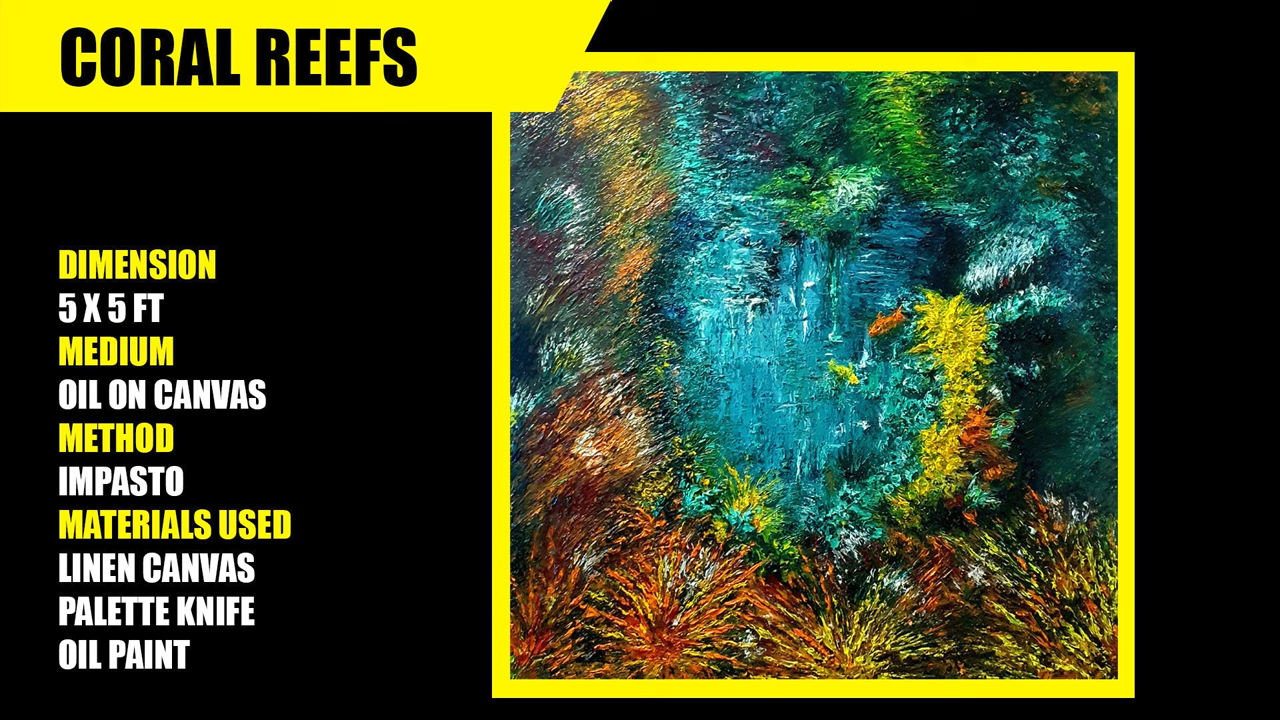 CORAL REEFS
DIMENSION
5 X 5 FT
MEDIUM
OIL ON CANVAS
METHOD
IMPASTO
MATERIALS USED
LINEN CANVAS
PALETTE KNIFE
OIL PAINT